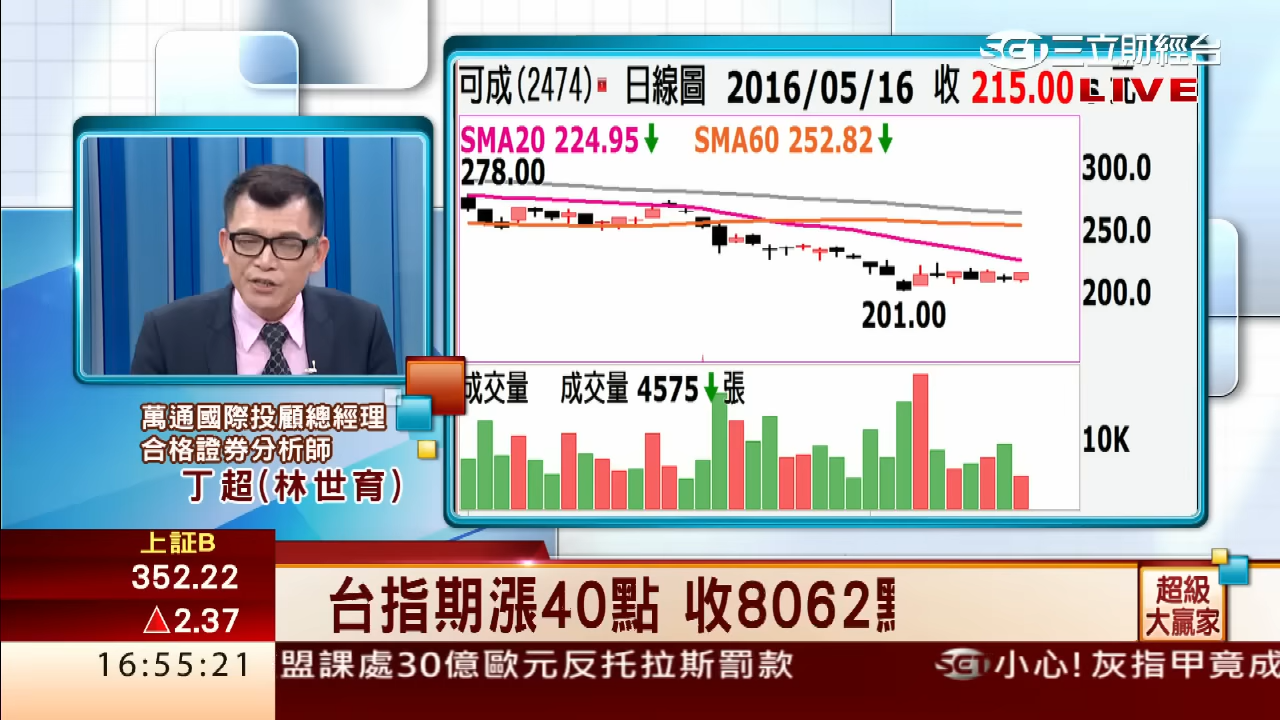 SET三立財經台
LIVE
可成(2474) 日線圖 2016/05/16 收 215.00 元
SMA20 224.95↓ SMA60 252.82↓
278.00
300.0
250.0
200.0
201.00
成交量 成交量 4575↓張
10K
萬通國際投顧總經理
合格證券分析師
丁超(林世育)
上証B
352.22
△2.37
16:55:21
台指期漲40點 收8062點
超級
大贏家
盟課處30億歐元反托拉斯罰款 SET小心!灰指甲竟成